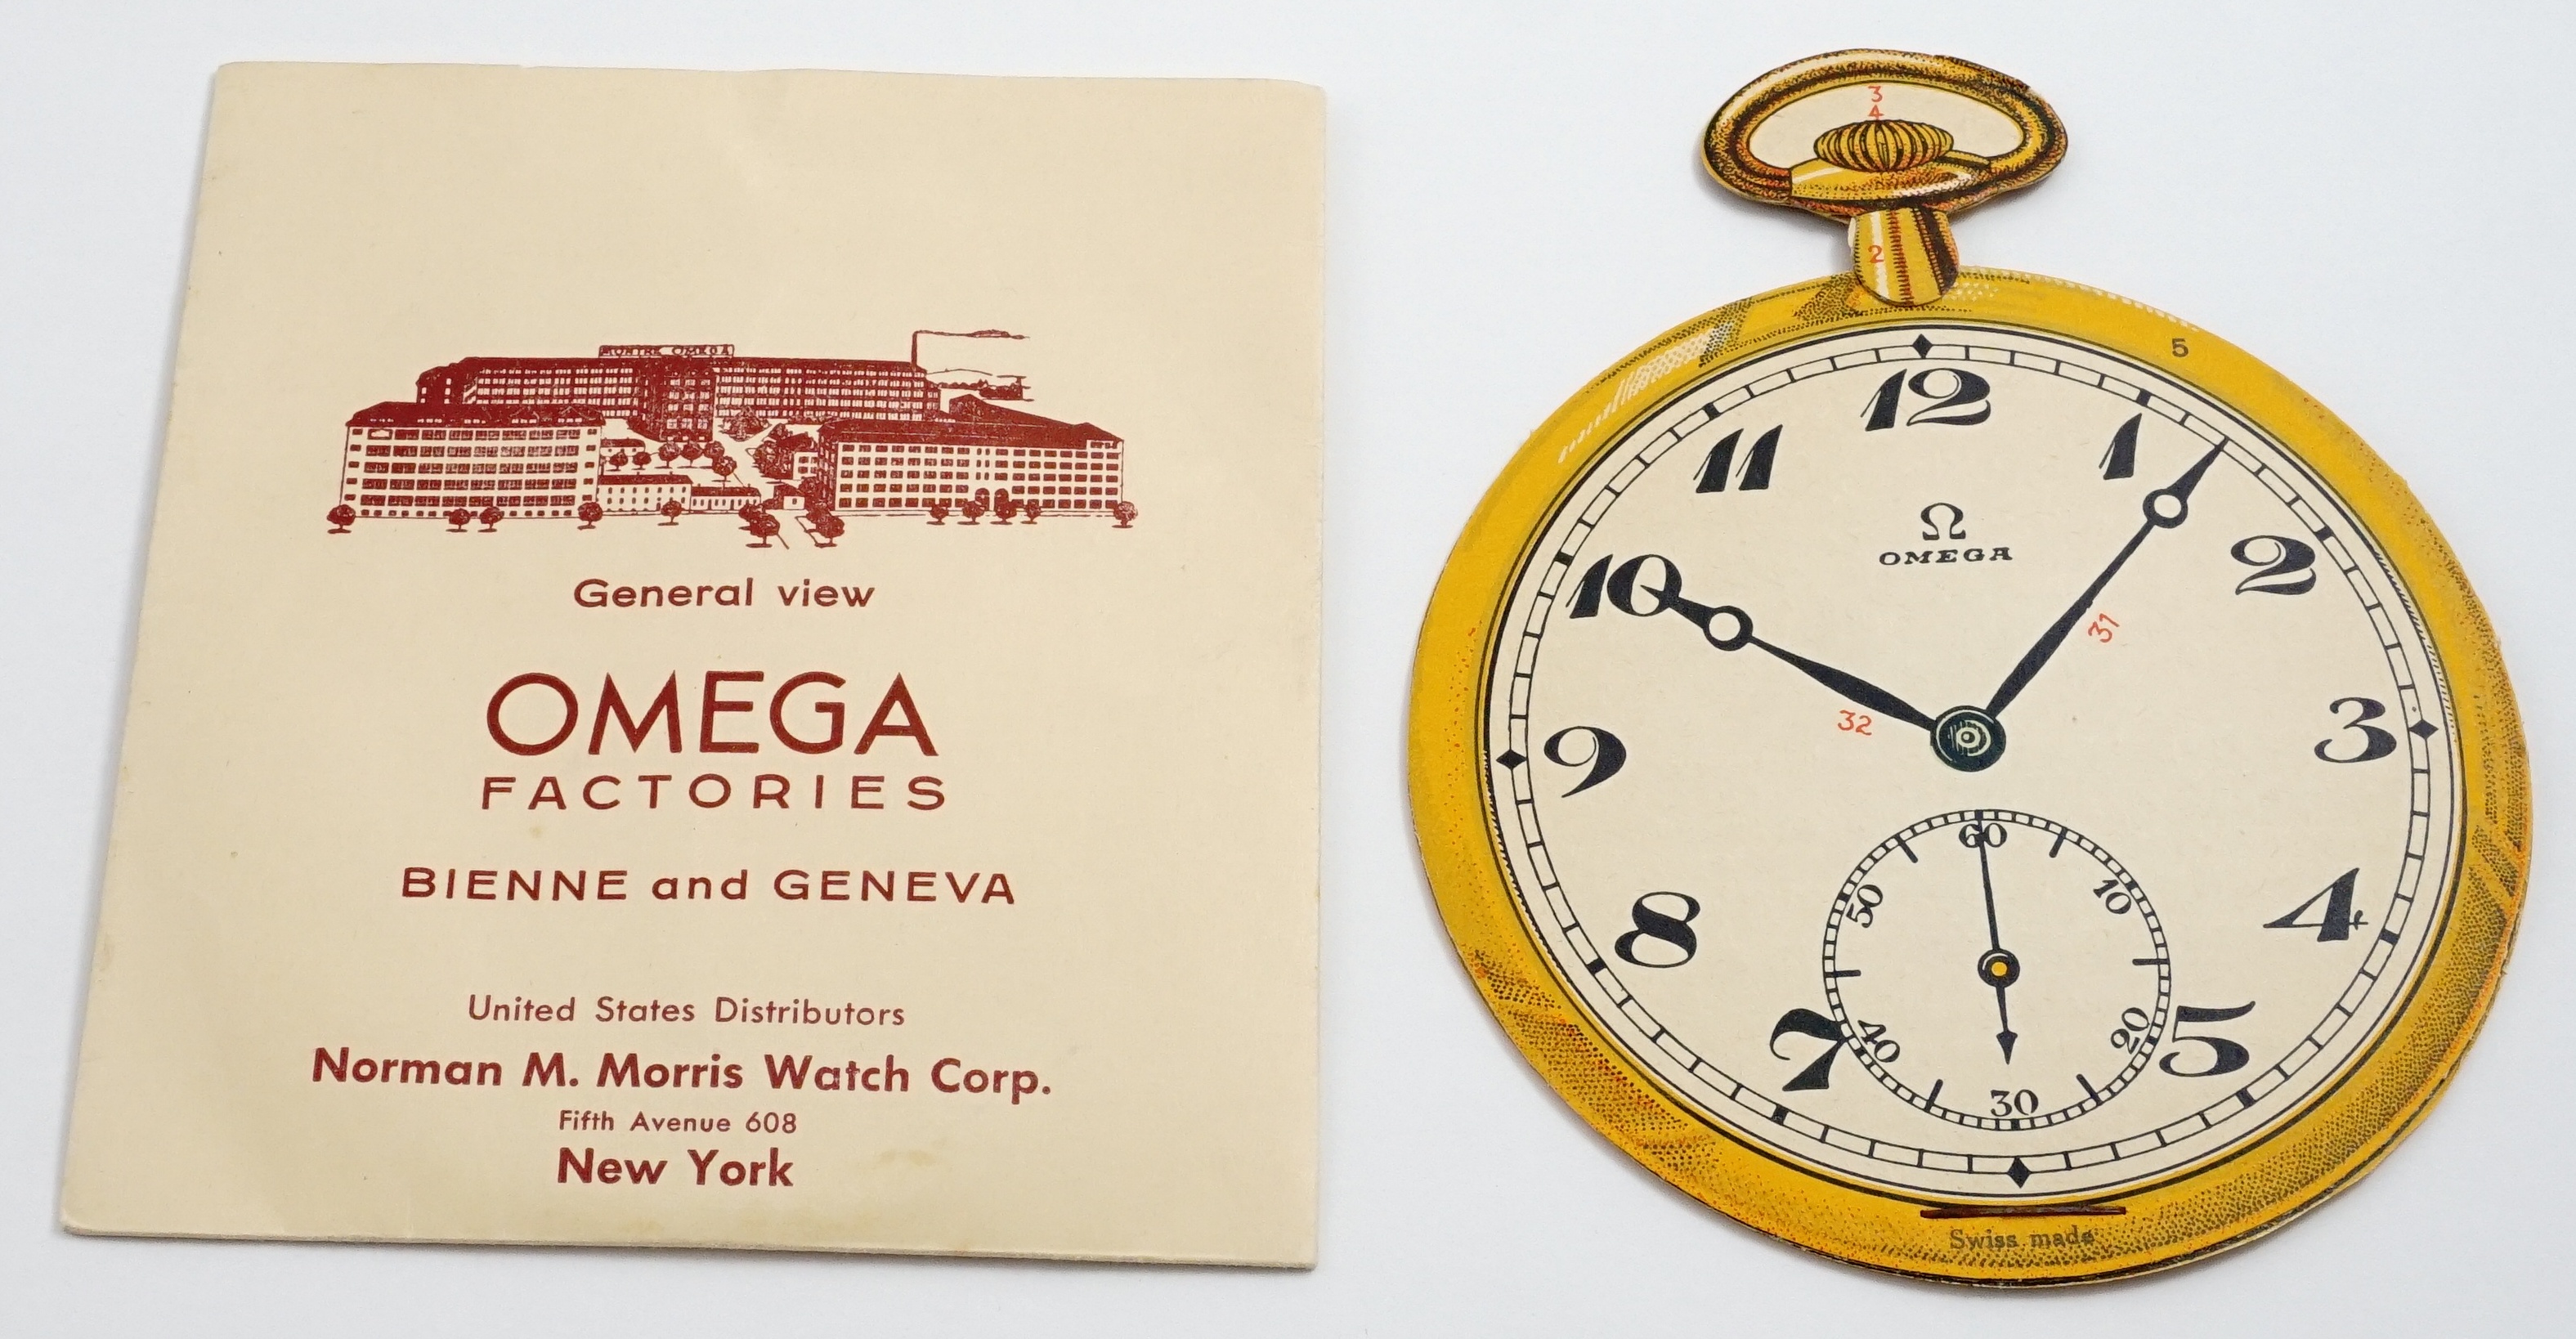 MONTRE OMEGA
General view
OMEGA
FACTORIES
BIENNE and GENEVA
United States Distributors
Norman M. Morris Watch Corp.
Fifth Avenue 608
New York
3
4
2
5
12
11
1
Ω
OMEGA
10
2
31
32
9
3
60
50
10
8
4
7
40
20
5
30
Swiss made